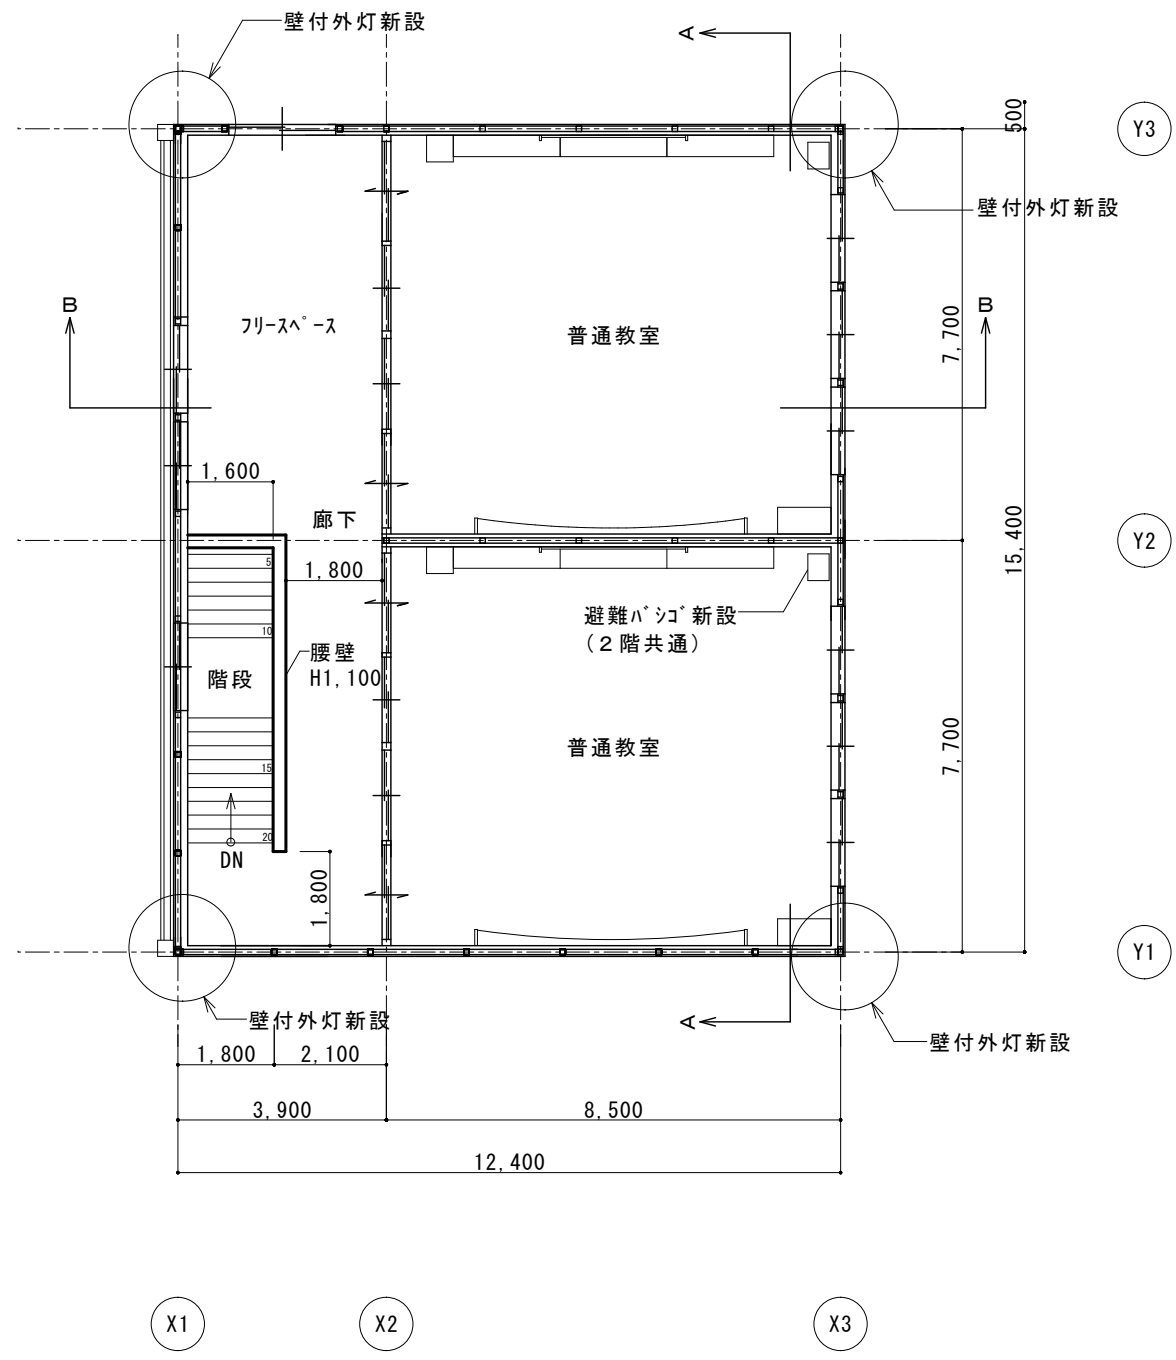 壁付外灯新設
A
500
Y3
壁付外灯新設
B
フリースペース
普通教室
B
7,700
1,600
廊下
15,400
Y2
1,800
5
避難バシゴ新設
(2階共通)
10
腰壁
H1,100
階段
普通教室
7,700
15
20
DN
1,800
Y1
壁付外灯新設
A
壁付外灯新設
1,800
2,100
3,900
8,500
12,400
X1
X2
X3